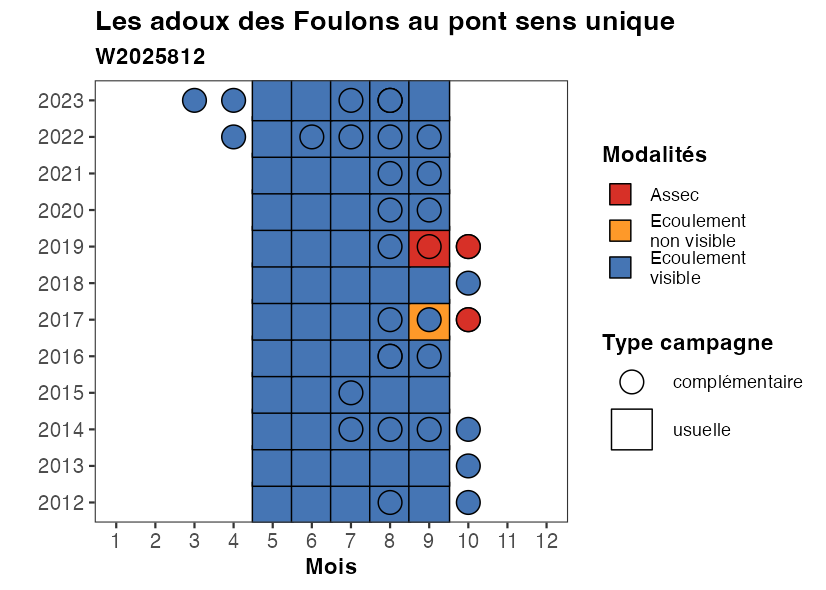 Les adoux des Foulons au pont sens unique
W2025812
2023
2022
2021
2020
2019
2018
2017
2016
2015
2014
2013
2012
1 2 3 4 5 6 7 8 9 10 11 12
Mois
Modalités
Assec
Ecoulement
non visible
Ecoulement
visible
Type campagne
complémentaire
usuelle